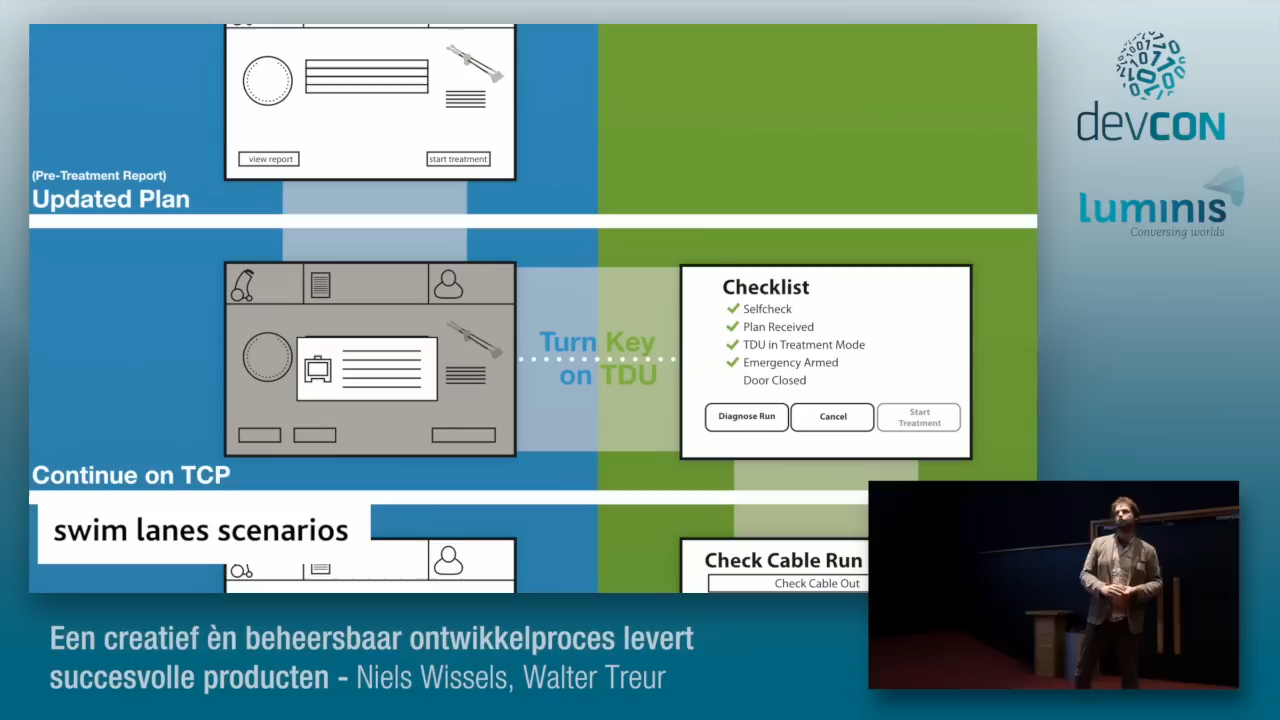 view report
start treatment
(Pre-Treatment Report)
Updated Plan
Turn Key
on TDU
Checklist
Selfcheck
Plan Received
TDU in Treatment Mode
Emergency Armed
Door Closed
Diagnose Run
Cancel
Start
Treatment
Continue on TCP
swim lanes scenarios
Check Cable Run
Check Cable Out
devCON
luminis
Conversing worlds
Een creatief èn beheersbaar ontwikkelproces levert
succesvolle producten - Niels Wissels, Walter Treur